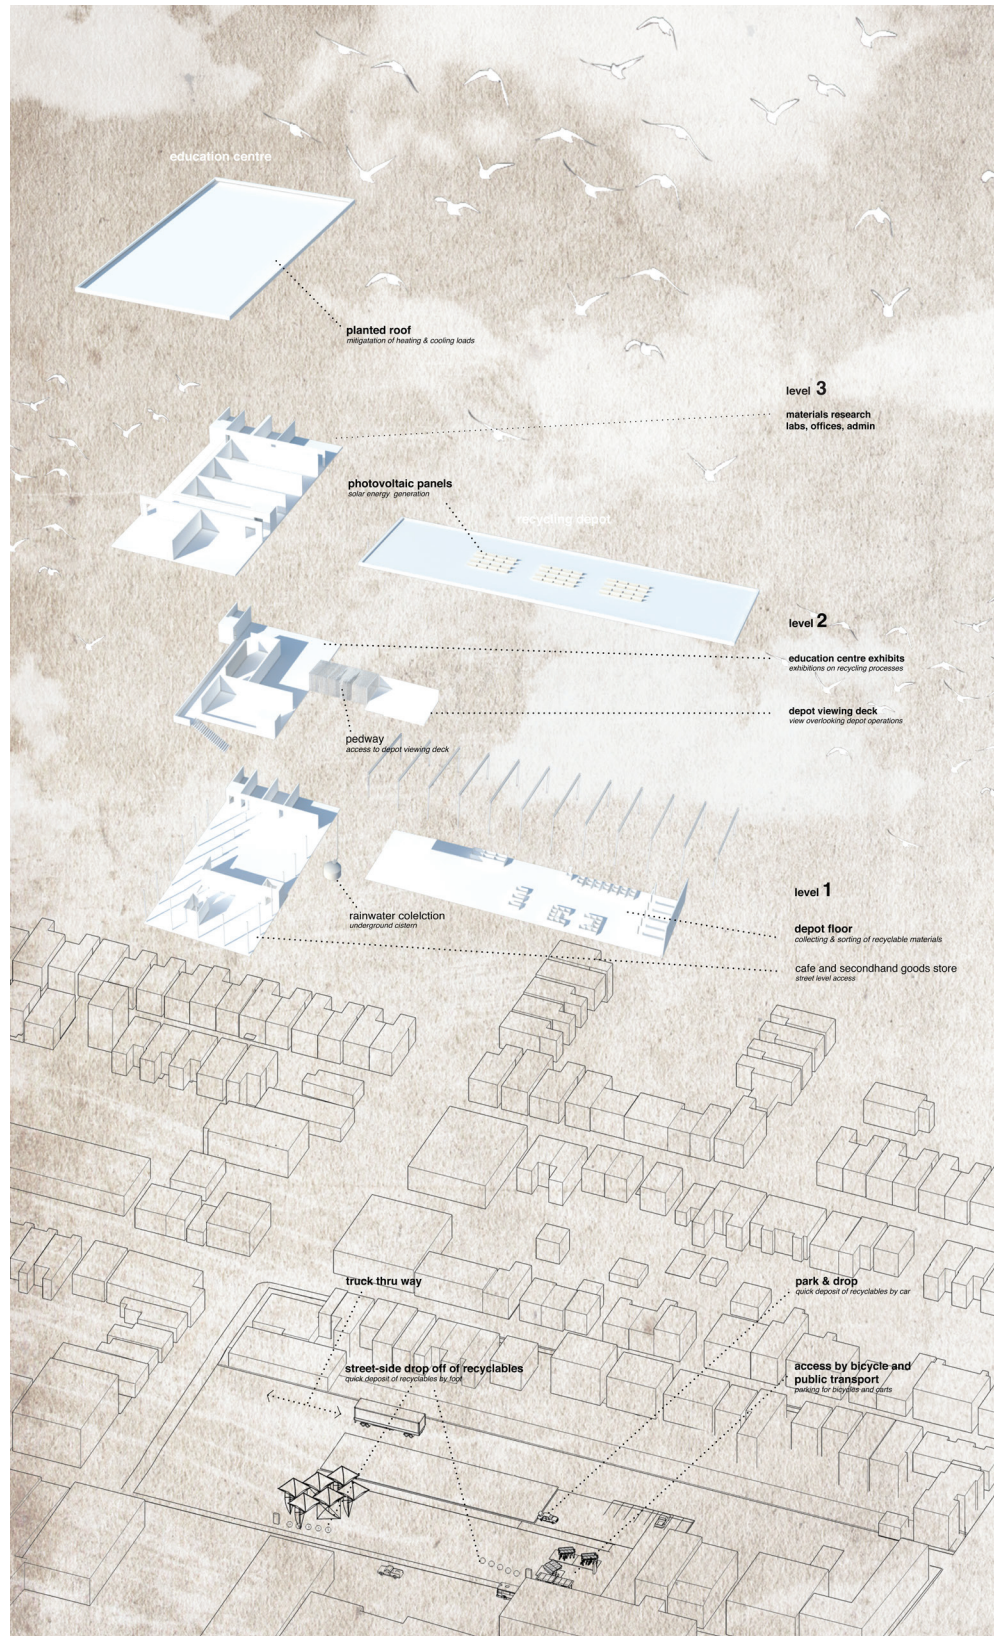 education centre
planted roof
mitigatation of heating & cooling loads
level 3
materials research
labs, offices, admin
photovoltaic panels
solar energy generation
recycling depot
level 2
education centre exhibits
exhibitions on recycling processes
depot viewing deck
view overlooking depot operations
pedway
access to depot viewing deck
level 1
rainwater colelction
underground cistern
depot floor
collecting & sorting of recyclable materials
cafe and secondhand goods store
street level access
truck thru way
park & drop
quick deposit of recyclables by car
street-side drop off of recyclables
quick deposit of recyclables by foot
access by bicycle and
public transport
parking for bicycles and carts